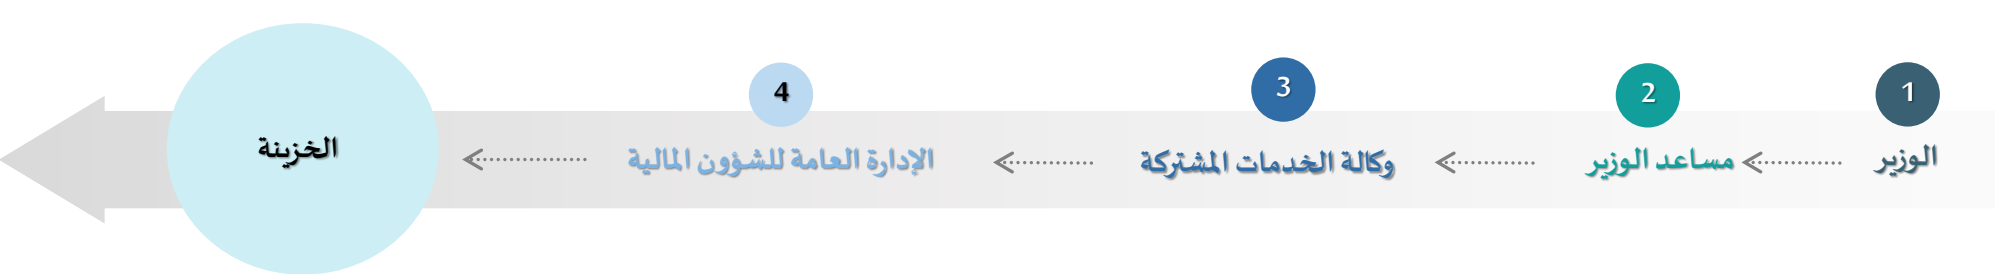 1
الوزير
2
مساعد الوزير
3
وكالة الخدمات المشتركة
4
الإدارة العامة للشؤون المالية
الخزينة